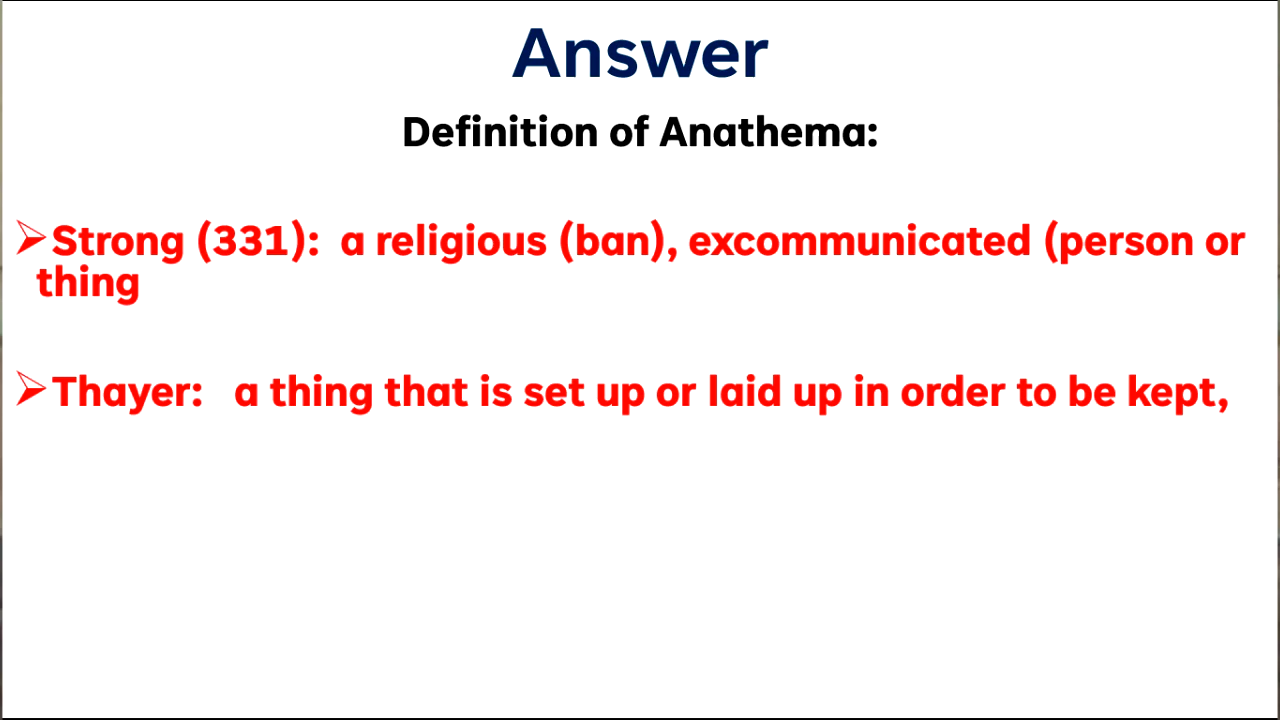 Answer
Definition of Anathema:
➢Strong (331): a religious (ban), excommunicated (person or
thing
➢Thayer: a thing that is set up or laid up in order to be kept,